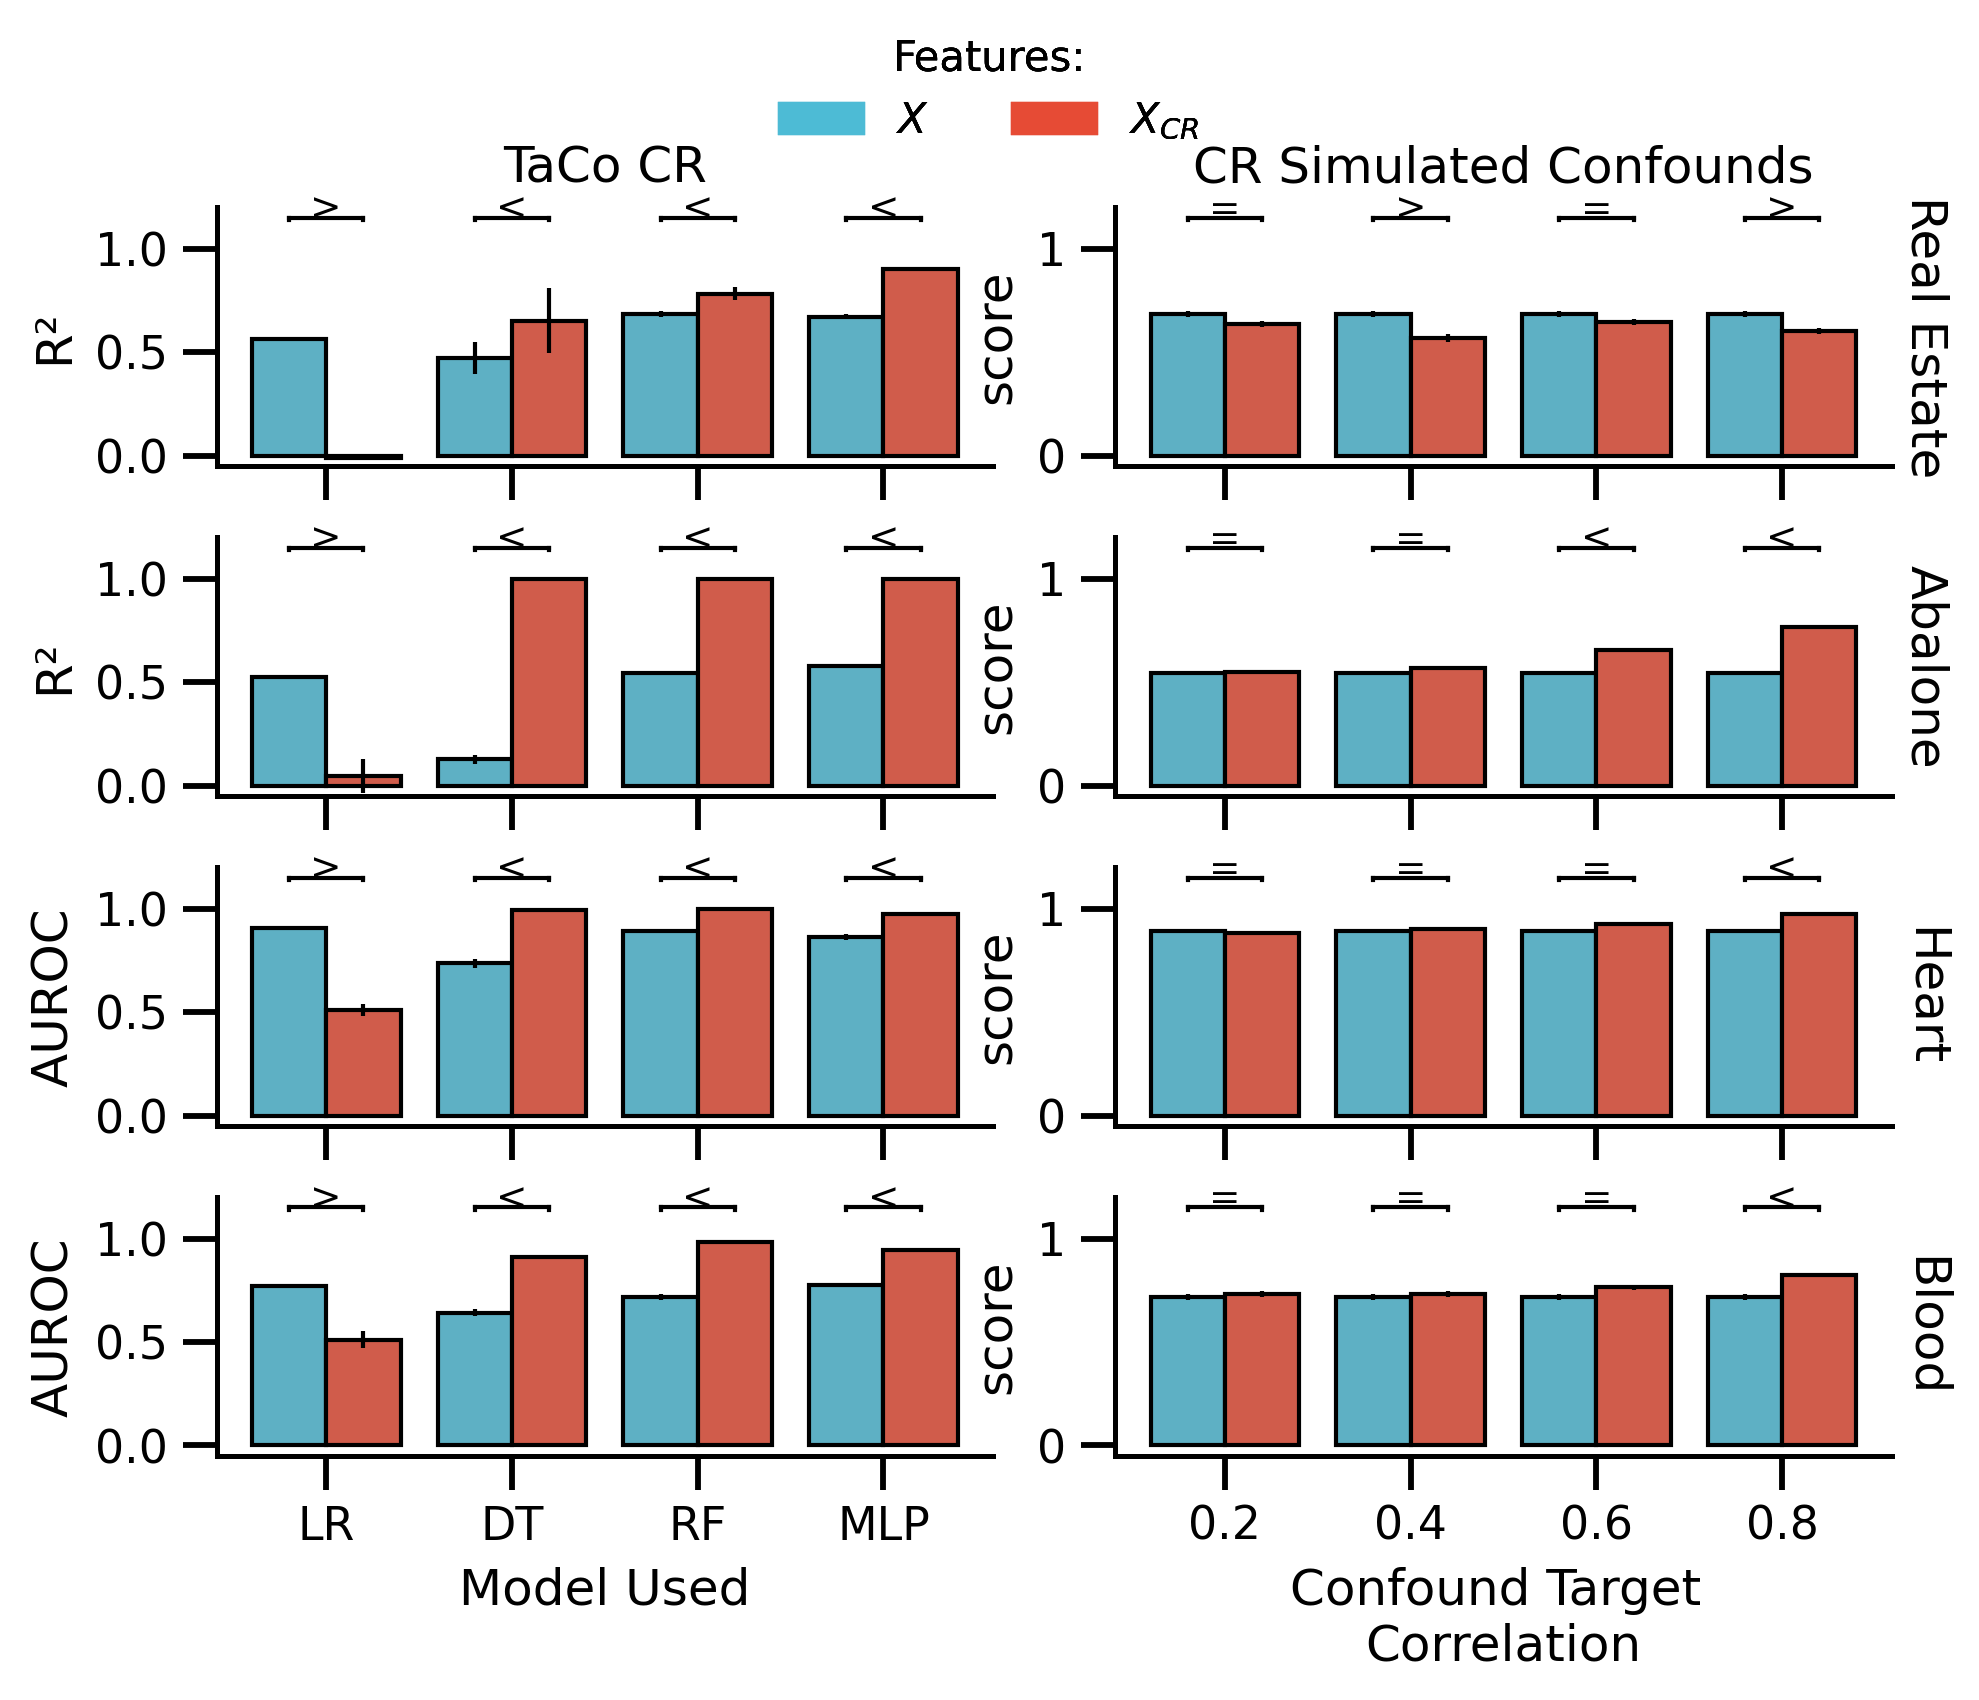 Features:
X X_CR
TaCo CR
CR Simulated Confounds
> < < <
= > = >
1.0
0.5
0.0
R²
1
0
score
Real Estate
> < < <
= = < <
1.0
0.5
0.0
R²
1
0
score
Abalone
> < < <
= = = <
1.0
0.5
0.0
AUROC
1
0
score
Heart
> < < <
= = = <
1.0
0.5
0.0
AUROC
1
0
score
Blood
LR DT RF MLP
Model Used
0.2 0.4 0.6 0.8
Confound Target
Correlation